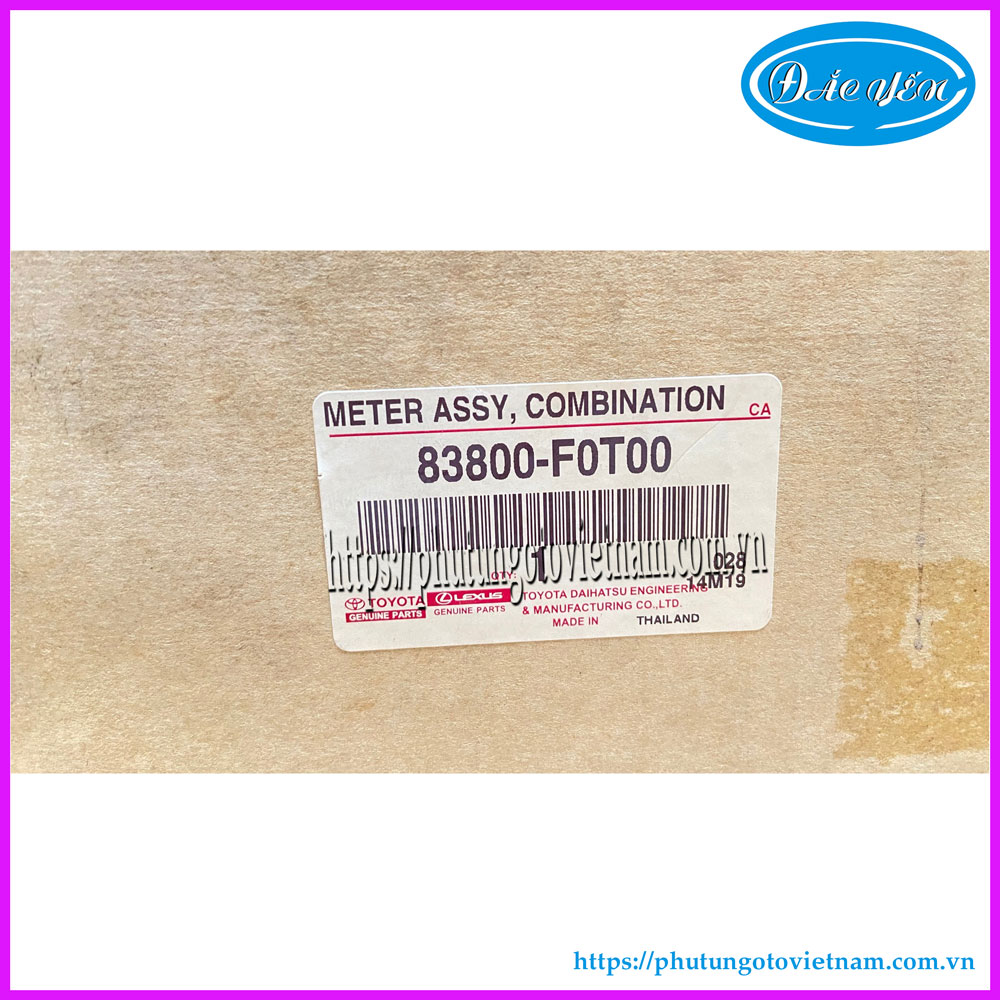 ĐẮC YẾN
METER ASSY, COMBINATION CA
83800-F0T00
https://phutungotovietnam.com.vn
QTY: 1 028
14M19
TOYOTA
GENUINE PARTS
LEXUS
GENUINE PARTS
TOYOTA DAIHATSU ENGINEERING
& MANUFACTURING CO.,LTD.
MADE IN THAILAND
https://phutungotovietnam.com.vn